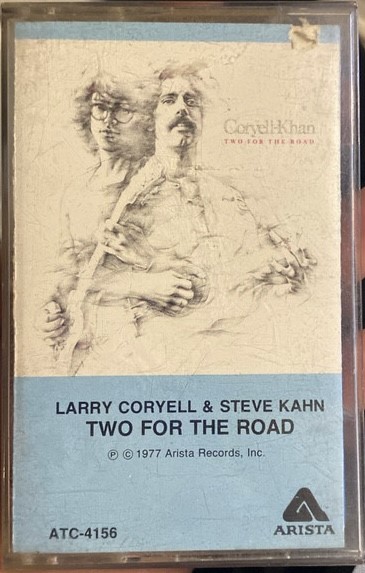 Coryell-Khan
TWO FOR THE ROAD
LARRY CORYELL & STEVE KAHN
TWO FOR THE ROAD
Ⓟ © 1977 Arista Records, Inc.
ATC-4156
ARISTA